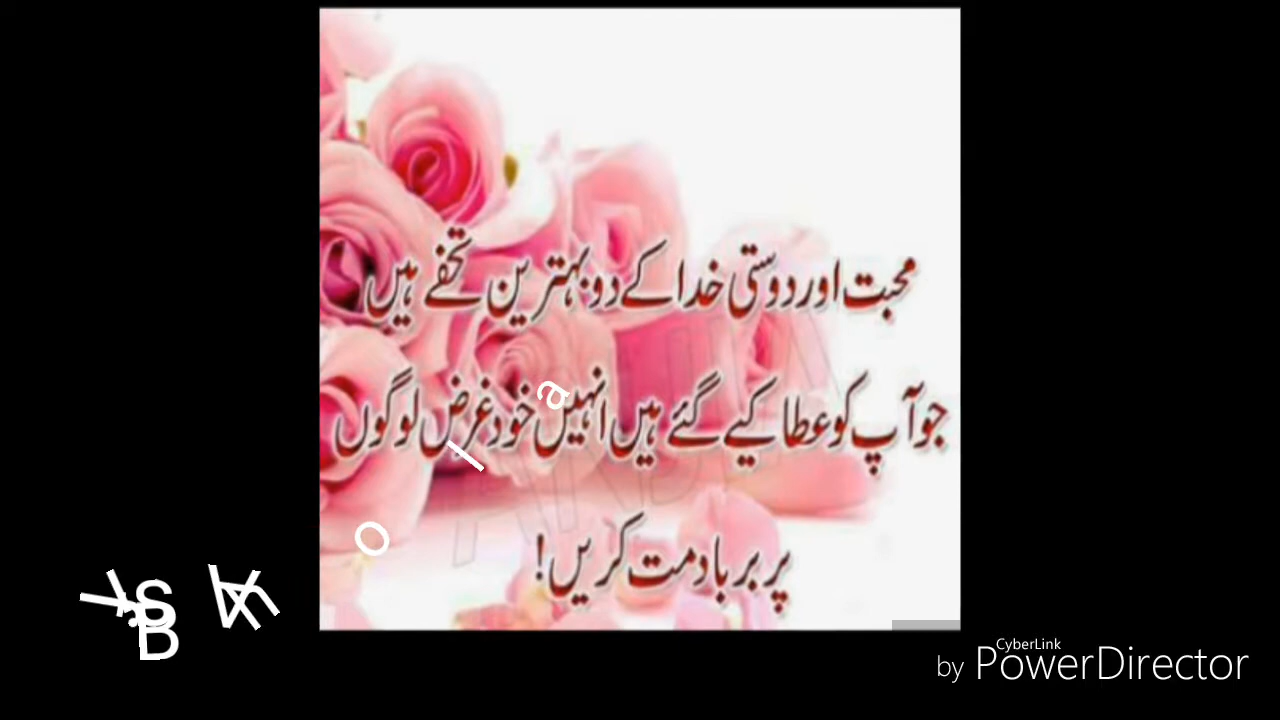 محبت اور دوستی خدا کے دو بہترین تحفے ہیں
جو آپ کو عطا کیے گئے ہیں انہیں خود غرض لوگوں
پر برباد مت کریں!
CyberLink
by PowerDirector